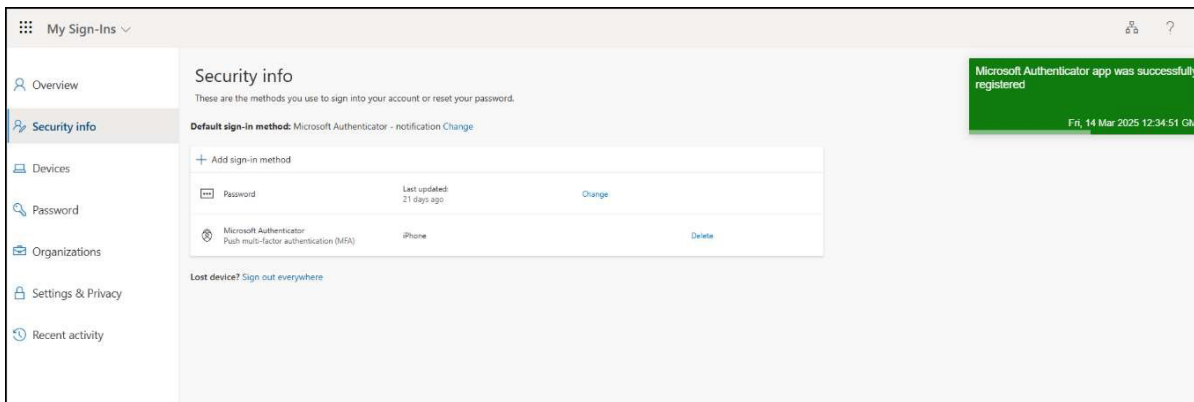 My Sign-Ins
?
Overview
Security info
Devices
Password
Organizations
Settings & Privacy
Recent activity
Security info
These are the methods you use to sign into your account or reset your password.
Default sign-in method: Microsoft Authenticator - notification Change
+ Add sign-in method
Password Last updated: Change
21 days ago
Microsoft Authenticator iPhone Delete
Push multi-factor authentication (MFA)
Lost device? Sign out everywhere
Microsoft Authenticator app was successfully
registered
Fri, 14 Mar 2025 12:34:51 GM